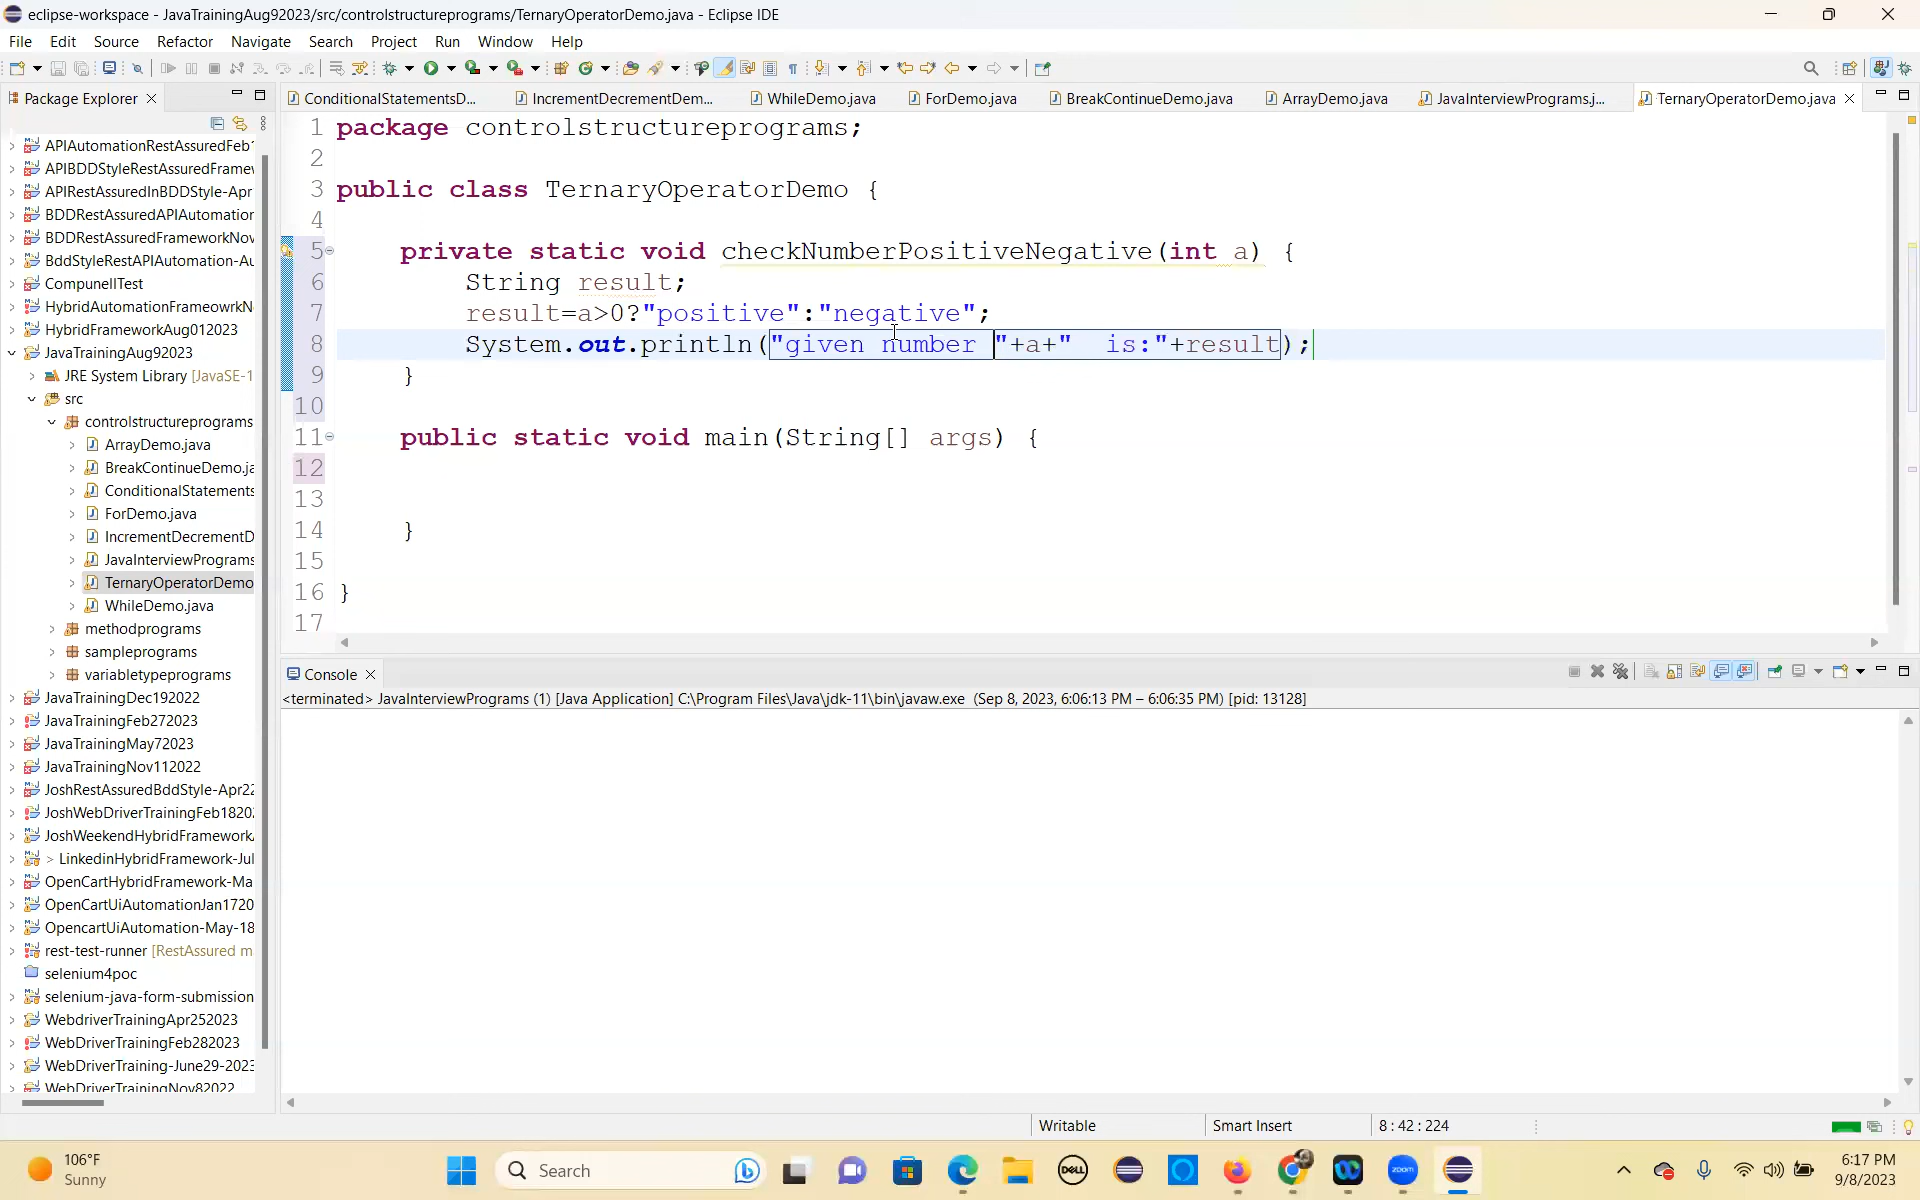 eclipse-workspace - JavaTrainingAug92023/src/controlstructureprograms/TernaryOperatorDemo.java - Eclipse IDE
File Edit Source Refactor Navigate Search Project Run Window Help
Package Explorer
ConditionalStatementsD... IncrementDecrementDem... WhileDemo.java ForDemo.java BreakContinueDemo.java ArrayDemo.java JavaInterviewPrograms.j... TernaryOperatorDemo.java
APIAutomationRestAssuredFeb1
APIBDDStyleRestAssuredFramew
APIRestAssuredInBDDStyle-Apr
BDDRestAssuredAPIAutomation
BDDRestAssuredFrameworkNov
BddStyleRestAPIAutomation-Au
CompunellTest
HybridAutomationFrameowrkN
HybridFrameworkAug012023
JavaTrainingAug92023
JRE System Library [JavaSE-1
src
controlstructureprograms
ArrayDemo.java
BreakContinueDemo.ja
ConditionalStatements
ForDemo.java
IncrementDecrementD
JavaInterviewPrograms
TernaryOperatorDemo
WhileDemo.java
methodprograms
sampleprograms
variabletypeprograms
JavaTrainingDec192022
JavaTrainingFeb272023
JavaTrainingMay72023
JavaTrainingNov112022
JoshRestAssuredBddStyle-Apr22
JoshWebDriverTrainingFeb1820
JoshWeekendHybridFramework
> LinkedinHybridFramework-Jul
OpenCartHybridFramework-Ma
OpenCartUiAutomationJan1720
OpencartUiAutomation-May-18
rest-test-runner [RestAssured m
selenium4poc
selenium-java-form-submission
WebdriverTrainingApr252023
WebDriverTrainingFeb282023
WebDriverTraining-June29-2023
WebDriverTrainingNov82022
1 package controlstructureprograms;
2
3 public class TernaryOperatorDemo {
4
5 private static void checkNumberPositiveNegative(int a) {
6 String result;
7 result=a>0?"positive":"negative";
8 System.out.println("given number "+a+"  is:"+result);
9 }
10
11 public static void main(String[] args) {
12
13
14 }
15
16 }
17
Console
<terminated> JavaInterviewPrograms (1) [Java Application] C:\Program Files\Java\jdk-11\bin\javaw.exe (Sep 8, 2023, 6:06:13 PM – 6:06:35 PM) [pid: 13128]
Writable Smart Insert 8 : 42 : 224
106°F
Sunny
Search
DELL
zoom
6:17 PM
9/8/2023